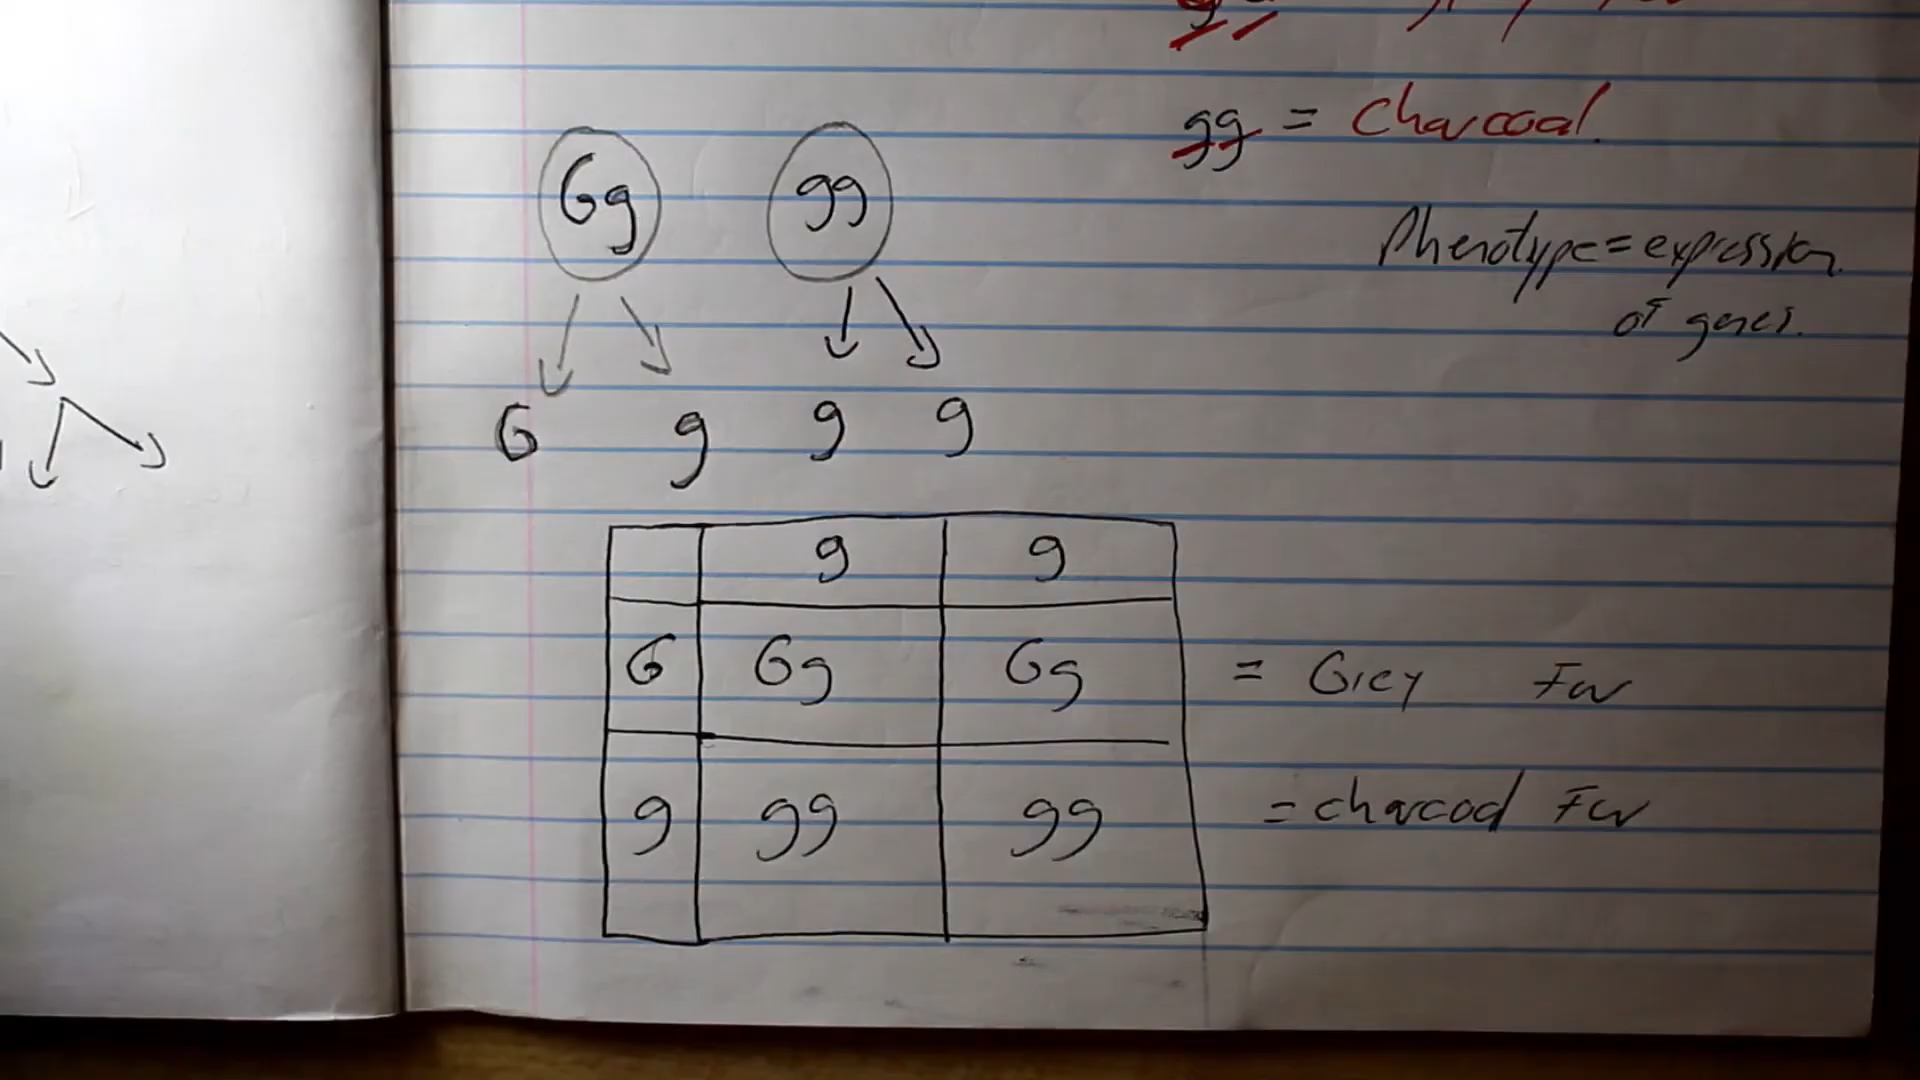 gg = Charcoal.
Gg gg
Phenotype = expression
of genes.
G g g g
g g
G Gg Gg = Grey Fur
g gg gg = charcoal Fur